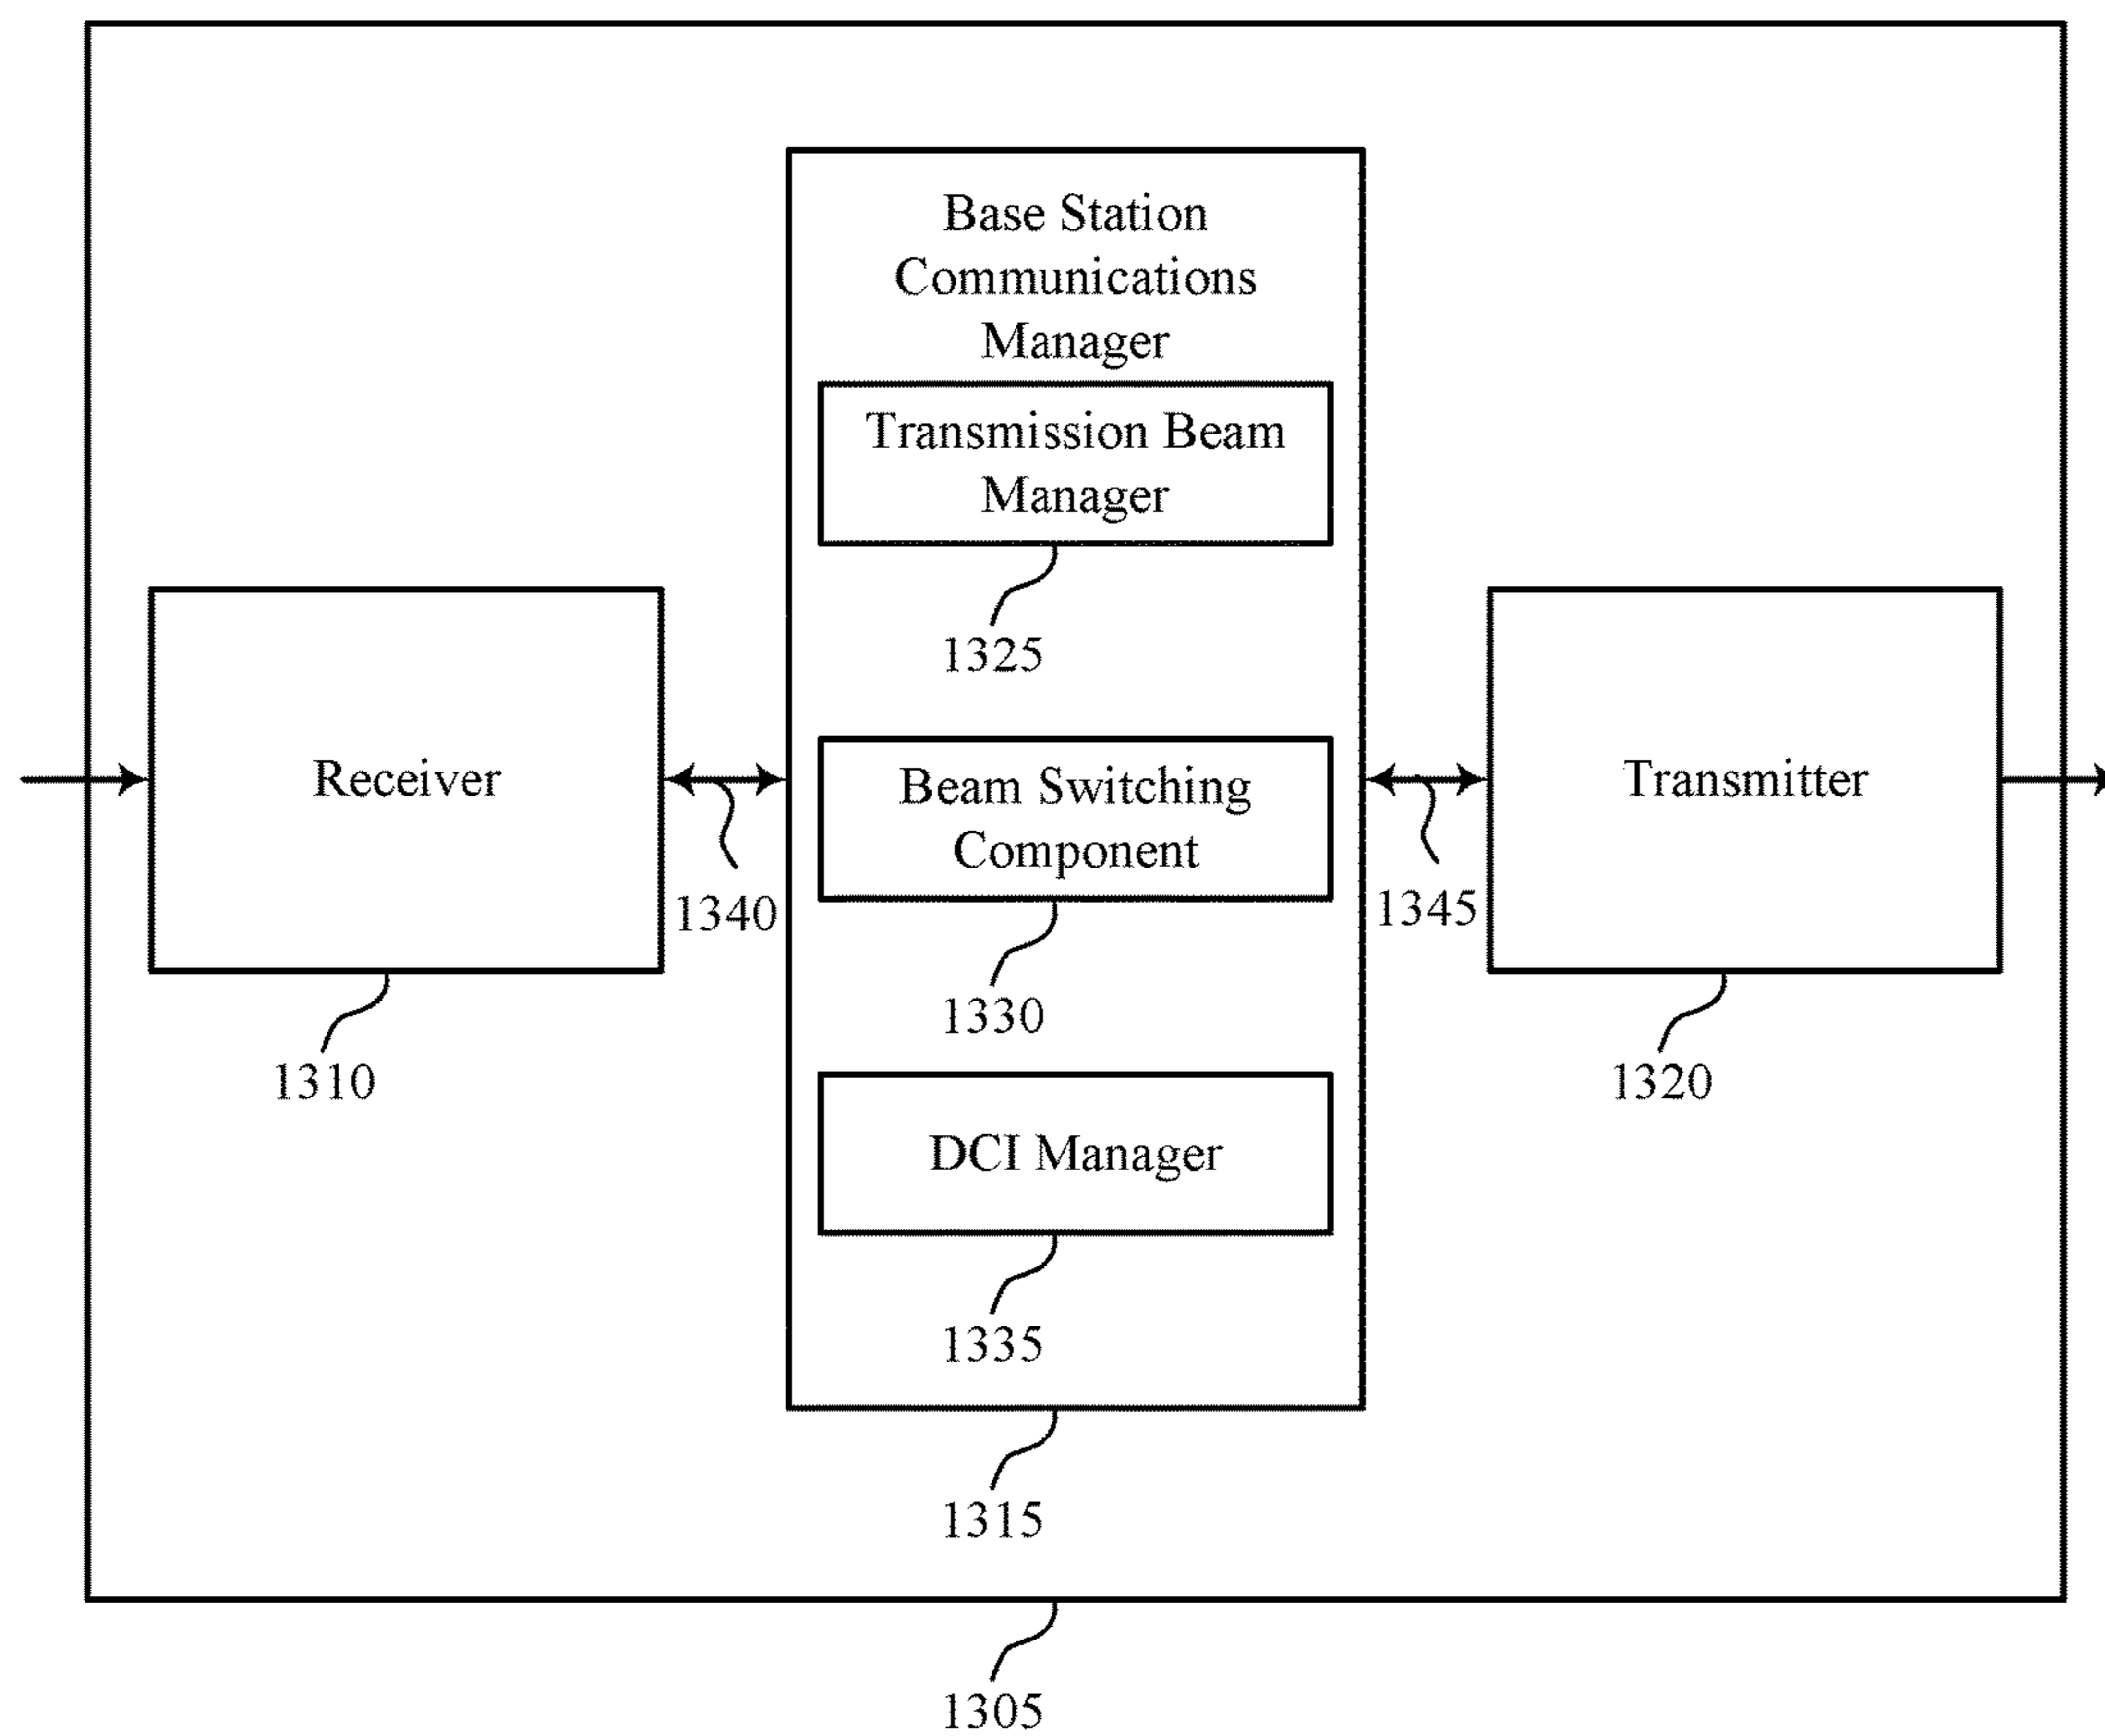 Base Station
Communications
Manager
Transmission Beam
Manager
1325
Receiver
Beam Switching
Component
Transmitter
1340
1345
1330
1310
1320
DCI Manager
1335
1315
1305